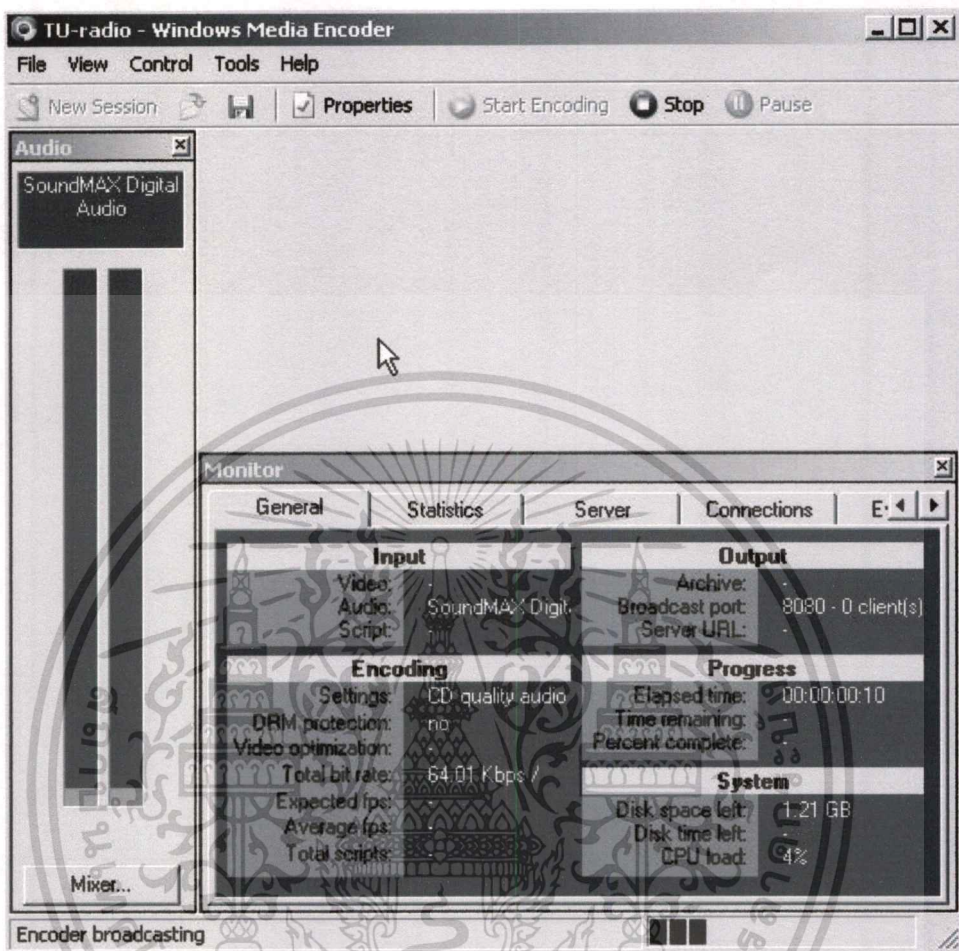 TU-radio - Windows Media Encoder
File View Control Tools Help
New Session Properties Start Encoding Stop Pause
Audio
SoundMAX Digital
Audio
Mixer...
Monitor
General Statistics Server Connections E
Input
Video: -
Audio: SoundMAX Digit
Script: -
Encoding
Settings: CD quality audio
DRM protection: no
Video optimization: -
Total bit rate: 64.01 Kbps /
Expected fps: -
Average fps: -
Total scripts: -
Output
Archive: -
Broadcast port: 8080 - 0 client(s)
Server URL: -
Progress
Elapsed time: 00:00:00:10
Time remaining: -
Percent complete: -
System
Disk space left: 1.21 GB
Disk time left: -
CPU load: 4%
Encoder broadcasting